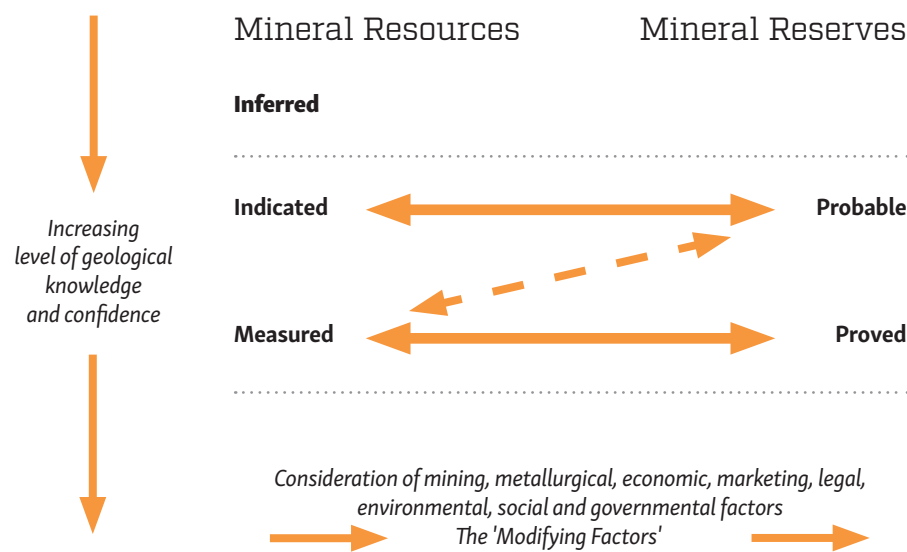 Mineral Resources
Mineral Reserves
Inferred
Indicated
Probable
Increasing
level of geological
knowledge
and confidence
Measured
Proved
Consideration of mining, metallurgical, economic, marketing, legal,
environmental, social and governmental factors
The 'Modifying Factors'